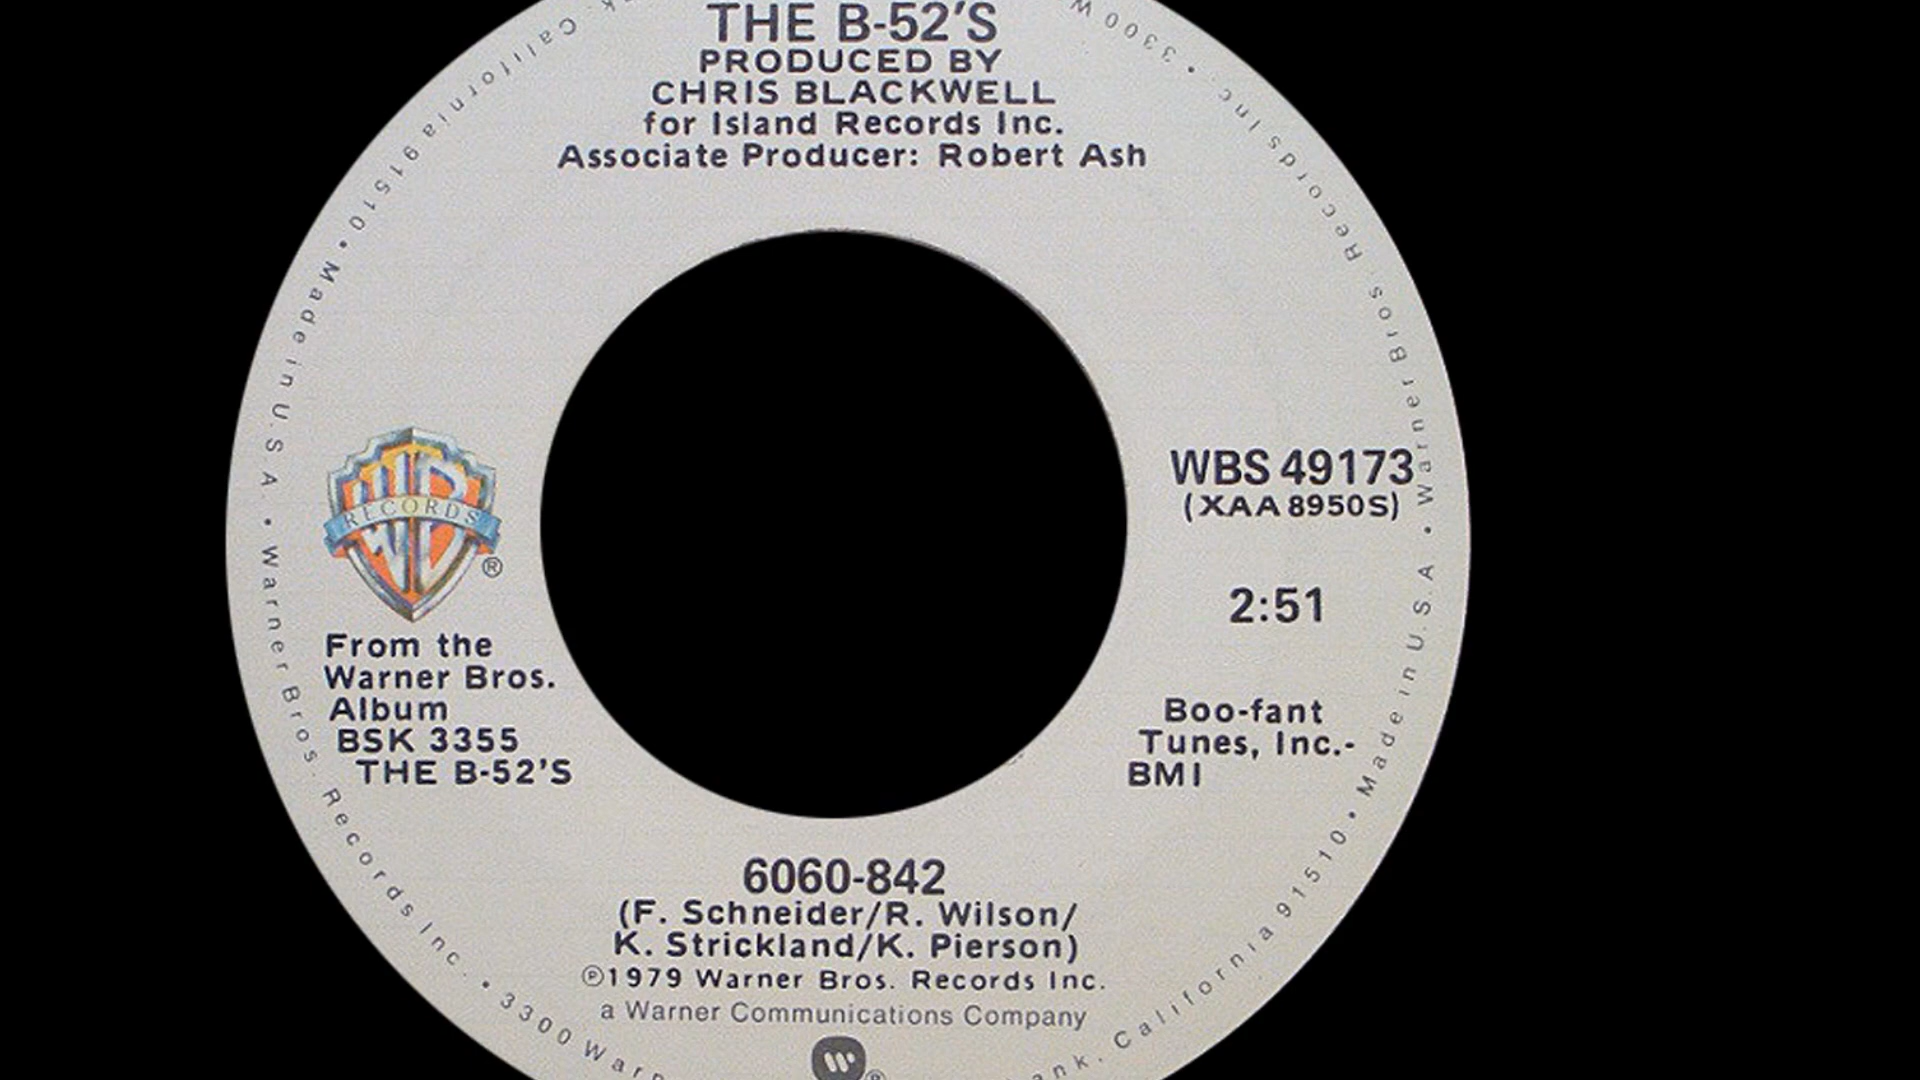 THE B-52'S
PRODUCED BY
CHRIS BLACKWELL
for Island Records Inc.
Associate Producer: Robert Ash
RECORDS
®
From the
Warner Bros.
Album
BSK 3355
THE B-52'S
WBS 49173
(XAA 8950S)
2:51
Boo-fant
Tunes, Inc.-
BMI
6060-842
(F. Schneider/R. Wilson/
K. Strickland/K. Pierson)
℗1979 Warner Bros. Records Inc.
a Warner Communications Company
®
California 91510 • Made in U.S.A. • Warner Bros. Records Inc. • 3300 W
California 91510 • Made in U.S.A. • Warner Bros. Records Inc. • 3300